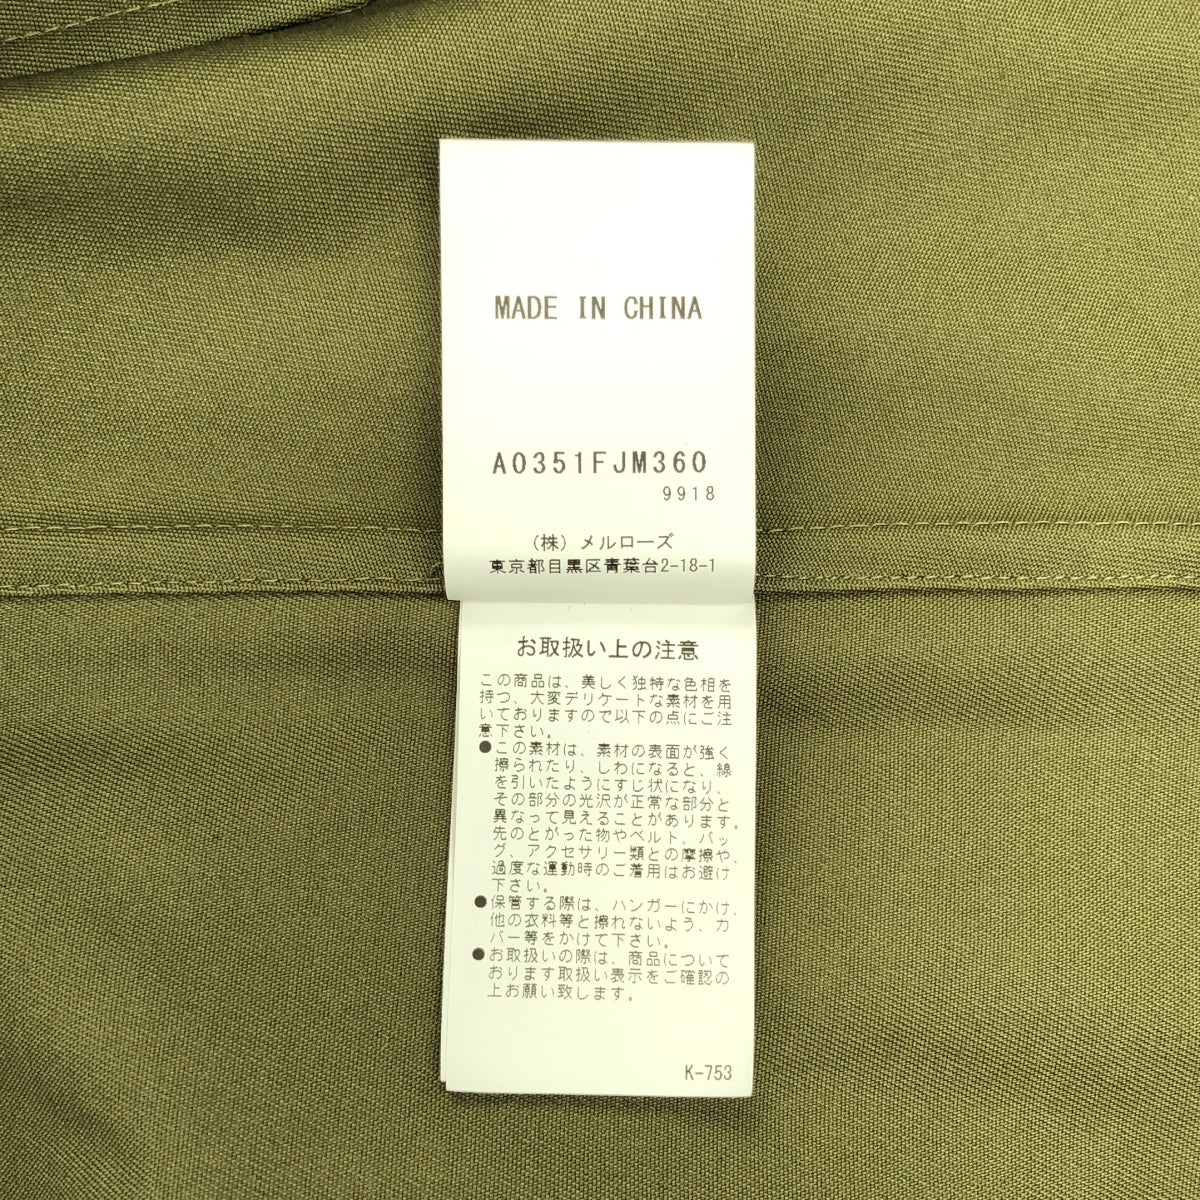 MADE IN CHINA
A0351FJM360
9918
(株)メルローズ
東京都目黒区青葉台2-18-1
お取扱い上の注意
この商品は、美しく独特な色相を
持つ、大変デリケートな素材を用
いておりますので以下の点にご注
意下さい。
●この素材は、素材の表面が強く
擦られたり、しわになると、線
を引いたようにすじ状になり、
その部分の光沢が正常な部分と
異なって見えることがあります。
先のとがった物やベルト、バッ
グ、アクセサリー類との摩擦や、
過度な運動時のご着用はお避け
下さい。
●保管する際は、ハンガーにかけ、
他の衣料等と擦れないよう、カ
バー等をかけて下さい。
●お取扱いの際は、商品について
おります取扱い表示をご確認の
上お願い致します。
K-753